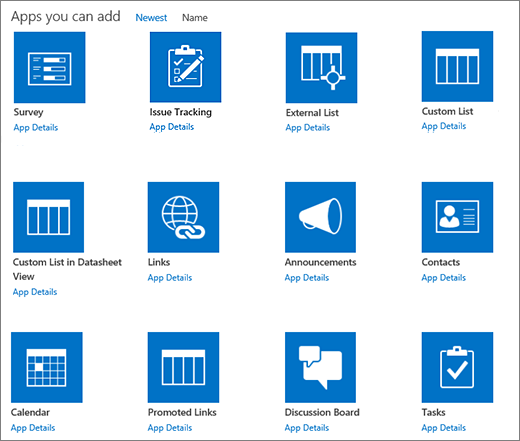 Apps you can add Newest Name
Survey Issue Tracking External List Custom List
App Details App Details App Details App Details
Custom List in Datasheet View Links Announcements Contacts
App Details App Details App Details App Details
Calendar Promoted Links Discussion Board Tasks
App Details App Details App Details App Details